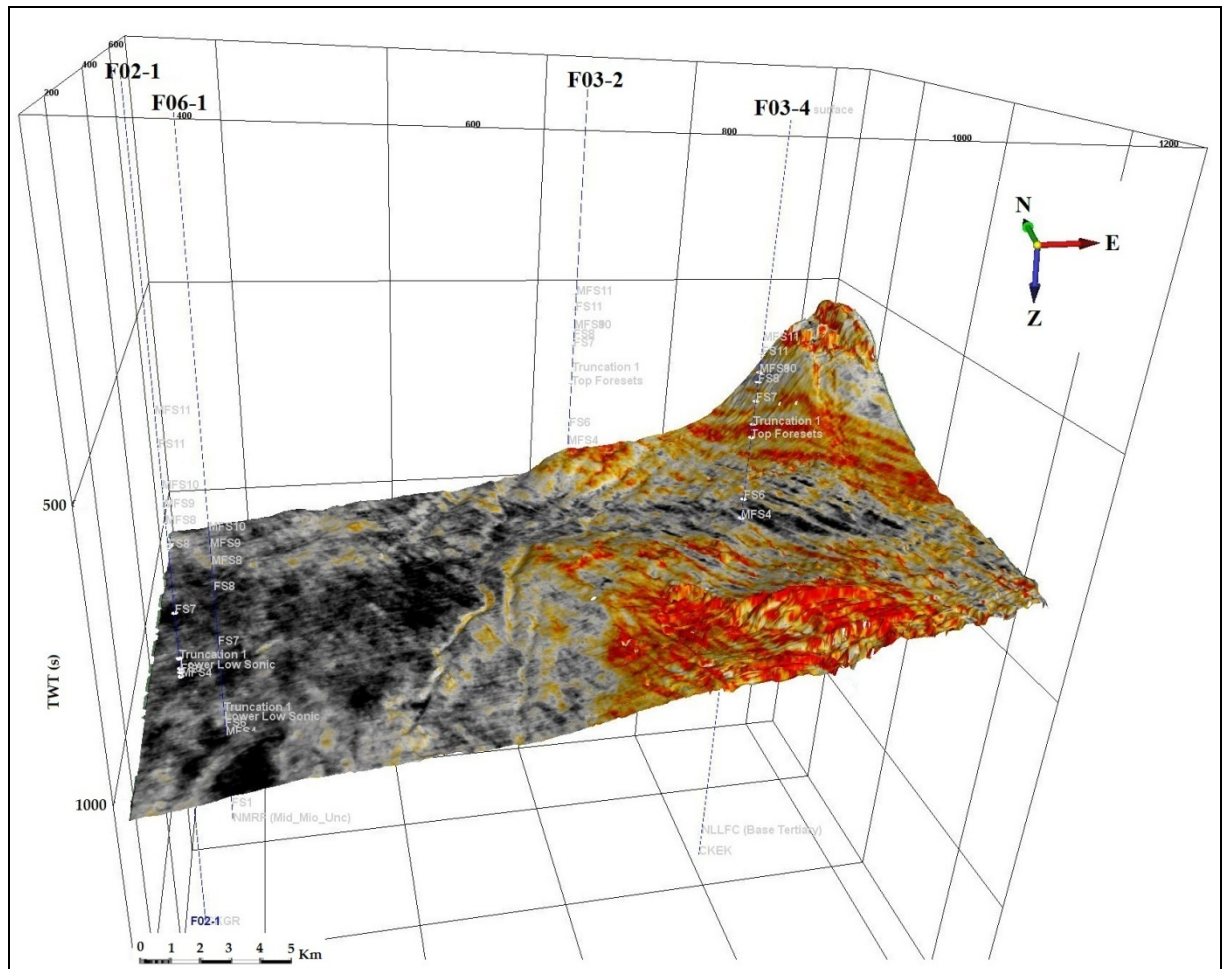 600
400
200
F02-1
F06-1
400
F03-2
600
F03-4
surface
800
1000
1200
N
E
Z
MFS11
FS11
MFS10
MFS9
MFS8
FS8
FS7
Truncation 1
Lower Low Sonic
MFS4
MFS10
MFS9
MFS8
FS8
FS7
Truncation 1
Lower Low Sonic
FS6
FS1
NMRF (Mid_Mio_Unc)
MFS11
FS11
FS8
FS7
Truncation 1
Top Foresets
FS6
MFS4
MFS11
FS11
FS8
FS7
Truncation 1
Top Foresets
FS6
MFS4
NLLFC (Base Tertiary)
CKEK
500
1000
TWT (s)
F02-1
0 1 2 3 4 5 Km